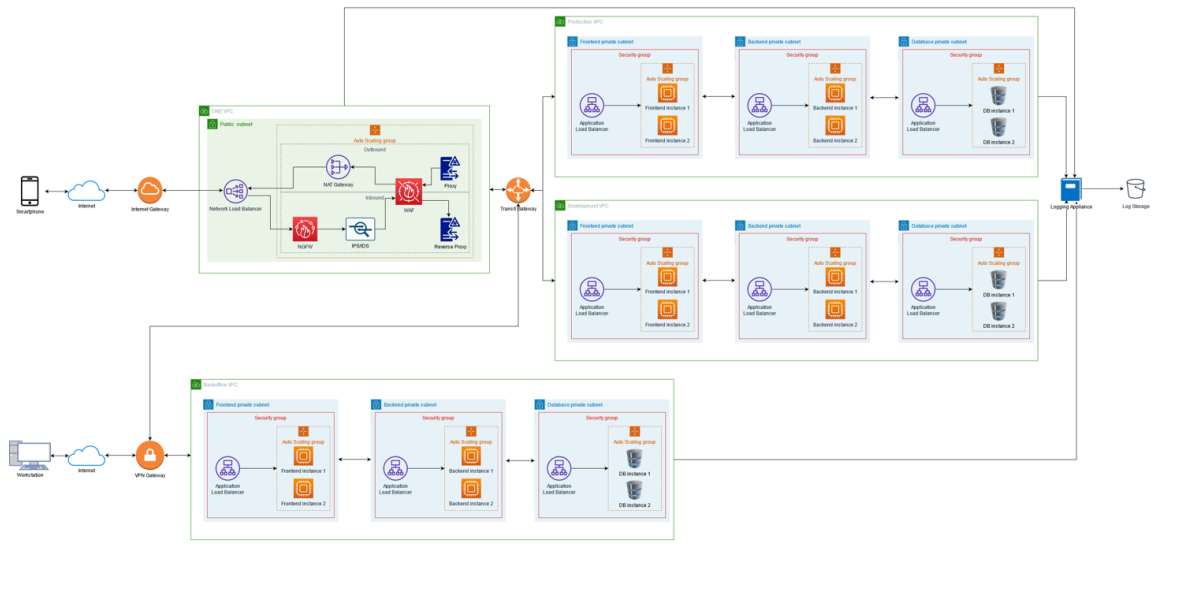 Production VPC
Frontend private subnet
Security group
Auto Scaling group
Frontend instance 1
Application
Load Balancer
Frontend instance 2
Backend private subnet
Security group
Auto Scaling group
Backend instance 1
Application
Load Balancer
Backend instance 2
Database private subnet
Security group
Auto Scaling group
DB instance 1
Application
Load Balancer
DB instance 2
DMZ VPC
Public subnet
Auto Scaling group
Outbound
NAT Gateway
Proxy
Inbound
Network Load Balancer
WAF
NGFW
IPS/IDS
Reverse Proxy
Smartphone
Internet
Internet Gateway
Transit Gateway
Logging Appliance
Log Storage
Development VPC
Frontend private subnet
Security group
Auto Scaling group
Frontend instance 1
Application
Load Balancer
Frontend instance 2
Backend private subnet
Security group
Auto Scaling group
Backend instance 1
Application
Load Balancer
Backend instance 2
Database private subnet
Security group
Auto Scaling group
DB instance 1
Application
Load Balancer
DB instance 2
Backoffice VPC
Frontend private subnet
Security group
Auto Scaling group
Frontend instance 1
Application
Load Balancer
Frontend instance 2
Backend private subnet
Security group
Auto Scaling group
Backend instance 1
Application
Load Balancer
Backend instance 2
Database private subnet
Security group
Auto Scaling group
DB instance 1
Application
Load Balancer
DB instance 2
Workstation
Internet
VPN Gateway